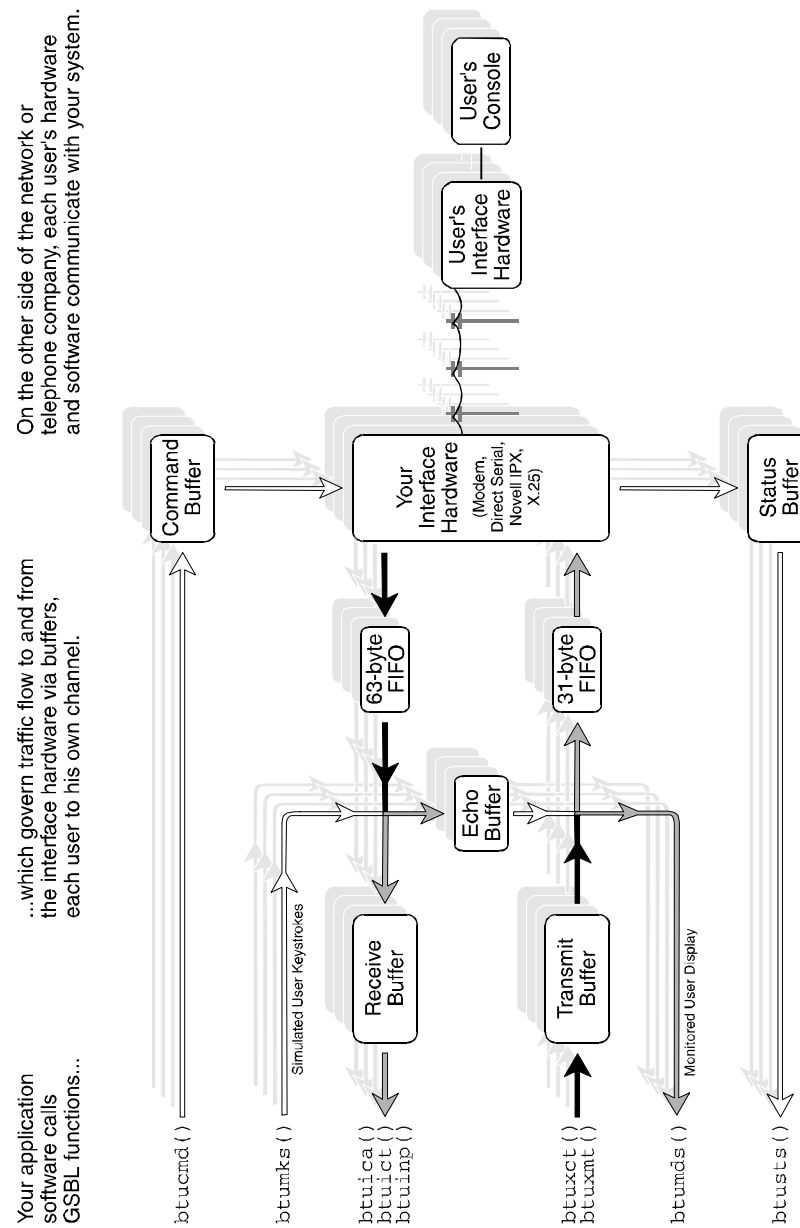 Your application
software calls
GSBL functions...
...which govern traffic flow to and from
the interface hardware via buffers,
each user to his own channel.
On the other side of the network or
telephone company, each user's hardware
and software communicate with your system.
btucmd()
Command
Buffer
btumks()
Simulated User Keystrokes
btuica()
btuict()
btuinp()
Receive
Buffer
63-byte
FIFO
Your
Interface
Hardware
(Modem,
Direct Serial,
Novell IPX,
X.25)
User's
Interface
Hardware
User's
Console
Echo
Buffer
btuxct()
btuxmt()
Transmit
Buffer
31-byte
FIFO
btumds()
Monitored User Display
btusts()
Status
Buffer